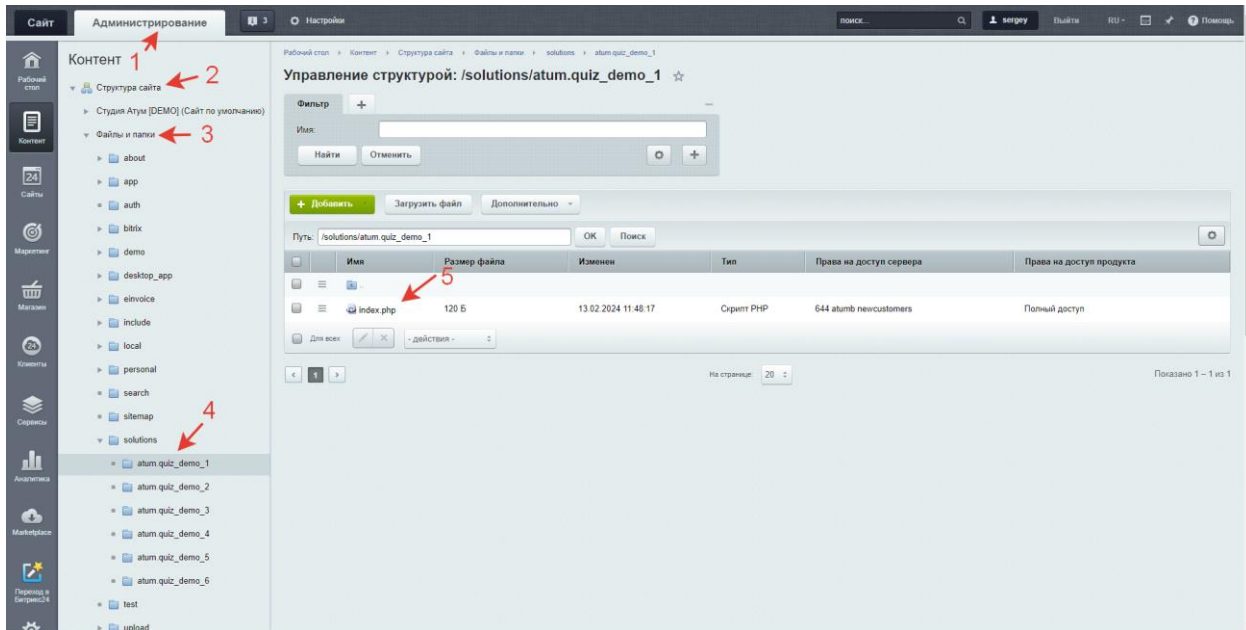 Сайт
Администрирование
3
Настройки
поиск...
sergey
Выйти
RU
Помощь
Рабочий стол
Контент
24
Сайты
Маркетинг
Магазин
24
Клиенты
Сервисы
Аналитика
Marketplace
Переход в Битрикс24
Контент
1
Структура сайта
2
Студия Атум [DEMO] (Сайт по умолчанию)
Файлы и папки
3
about
app
auth
bitrix
demo
desktop_app
einvoice
include
local
personal
search
sitemap
4
solutions
atum.quiz_demo_1
atum.quiz_demo_2
atum.quiz_demo_3
atum.quiz_demo_4
atum.quiz_demo_5
atum.quiz_demo_6
test
upload
Рабочий стол Контент Структура сайта Файлы и папки solutions atum.quiz_demo_1
Управление структурой: /solutions/atum.quiz_demo_1
Фильтр +
Имя:
Найти Отменить
+ Добавить Загрузить файл Дополнительно
Путь: /solutions/atum.quiz_demo_1 OK Поиск
Имя Размер файла Изменен Тип Права на доступ сервера Права на доступ продукта
5
..
index.php 120 Б 13.02.2024 11:48:17 Скрипт PHP 644 atumb newcustomers Полный доступ
Для всех - действия -
1 На странице: 20 Показано 1 – 1 из 1